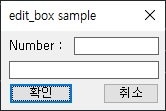 edit_box sample
Number :
확인
취소